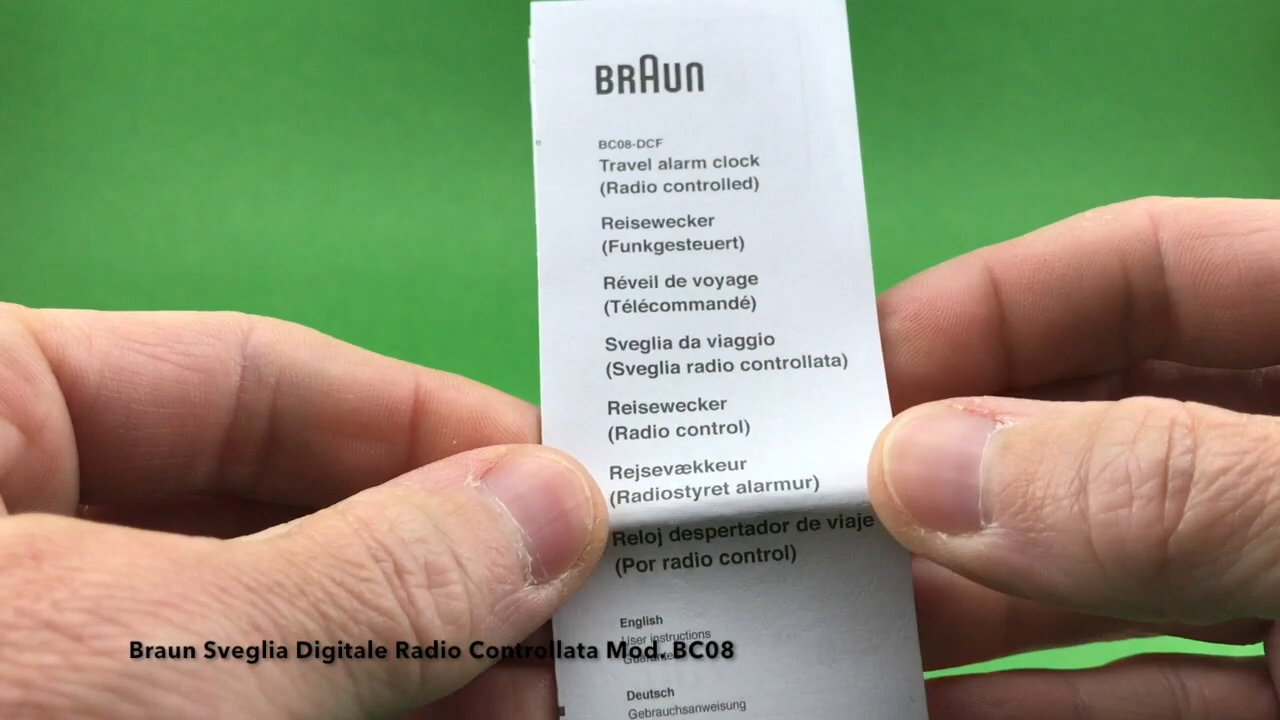 BRAUN
BC08-DCF
Travel alarm clock
(Radio controlled)
Reisewecker
(Funkgesteuert)
Réveil de voyage
(Télécommandé)
Sveglia da viaggio
(Sveglia radio controllata)
Reisewecker
(Radio control)
Rejsevækkeur
(Radiostyret alarmur)
Reloj despertador de viaje
(Por radio control)
English
User instructions
Guarantee
Braun Sveglia Digitale Radio Controllata Mod. BC08
Deutsch
Gebrauchsanweisung